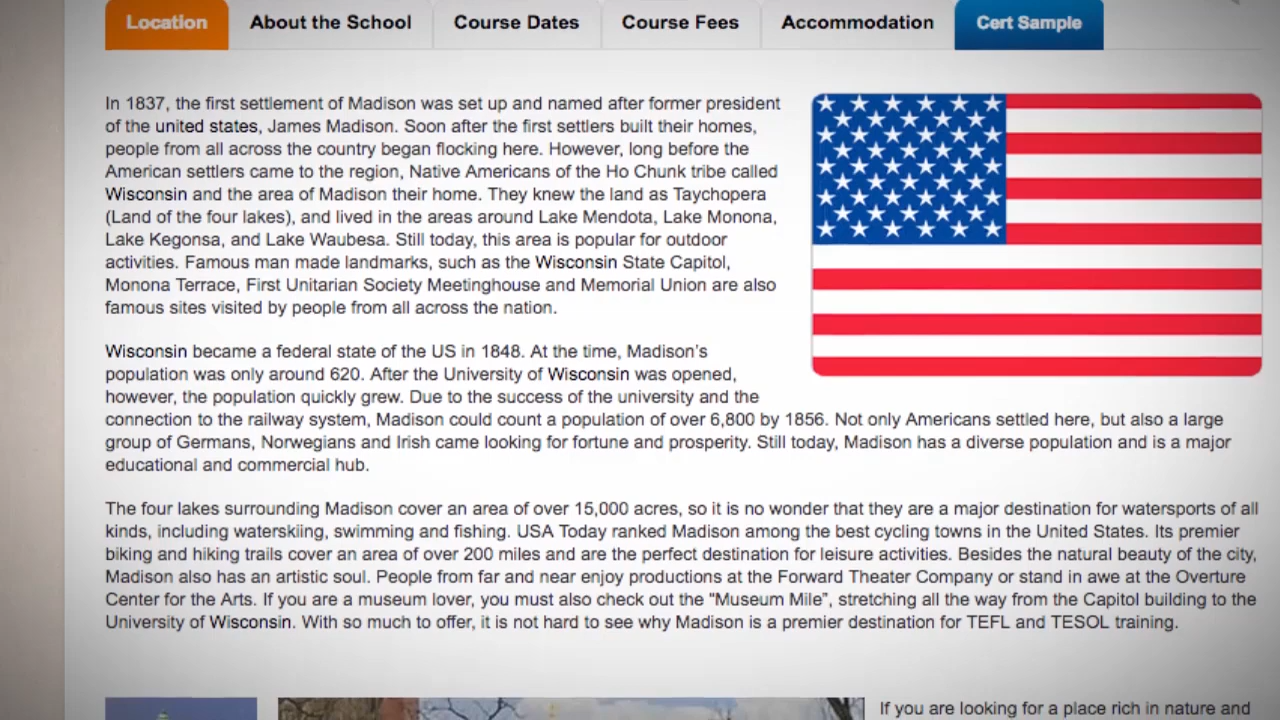 Location
About the School
Course Dates
Course Fees
Accommodation
Cert Sample
In 1837, the first settlement of Madison was set up and named after former president
of the united states, James Madison. Soon after the first settlers built their homes,
people from all across the country began flocking here. However, long before the
American settlers came to the region, Native Americans of the Ho Chunk tribe called
Wisconsin and the area of Madison their home. They knew the land as Taychopera
(Land of the four lakes), and lived in the areas around Lake Mendota, Lake Monona,
Lake Kegonsa, and Lake Waubesa. Still today, this area is popular for outdoor
activities. Famous man made landmarks, such as the Wisconsin State Capitol,
Monona Terrace, First Unitarian Society Meetinghouse and Memorial Union are also
famous sites visited by people from all across the nation.
Wisconsin became a federal state of the US in 1848. At the time, Madison's
population was only around 620. After the University of Wisconsin was opened,
however, the population quickly grew. Due to the success of the university and the
connection to the railway system, Madison could count a population of over 6,800 by 1856. Not only Americans settled here, but also a large
group of Germans, Norwegians and Irish came looking for fortune and prosperity. Still today, Madison has a diverse population and is a major
educational and commercial hub.
The four lakes surrounding Madison cover an area of over 15,000 acres, so it is no wonder that they are a major destination for watersports of all
kinds, including waterskiing, swimming and fishing. USA Today ranked Madison among the best cycling towns in the United States. Its premier
biking and hiking trails cover an area of over 200 miles and are the perfect destination for leisure activities. Besides the natural beauty of the city,
Madison also has an artistic soul. People from far and near enjoy productions at the Forward Theater Company or stand in awe at the Overture
Center for the Arts. If you are a museum lover, you must also check out the "Museum Mile", stretching all the way from the Capitol building to the
University of Wisconsin. With so much to offer, it is not hard to see why Madison is a premier destination for TEFL and TESOL training.
If you are looking for a place rich in nature and